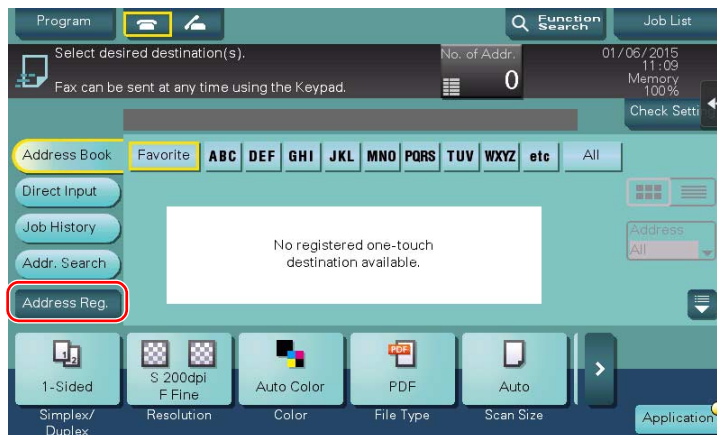 Program
Function Search
Job List
Select desired destination(s).
Fax can be sent at any time using the Keypad.
No. of Addr.
0
01/06/2015
11:09
Memory
100%
Check Setti
Address Book
Favorite ABC DEF GHI JKL MNO PQRS TUV WXYZ etc All
Direct Input
Job History
Addr. Search
Address Reg.
No registered one-touch
destination available.
Address
All
1 2
1-Sided
Simplex/
Duplex
S 200dpi
F Fine
Resolution
Auto Color
Color
PDF
PDF
File Type
Auto
Scan Size
Application